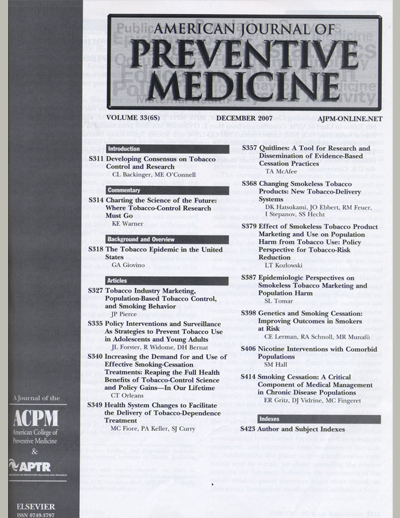 AMERICAN JOURNAL OF
PREVENTIVE
MEDICINE
VOLUME 33(6S) DECEMBER 2007 AJPM-ONLINE.NET
Introduction
S311 Developing Consensus on Tobacco
Control and Research
CL Backinger, ME O'Connell
Commentary
S314 Charting the Science of the Future:
Where Tobacco-Control Research
Must Go
KE Warner
Background and Overview
S318 The Tobacco Epidemic in the United
States
GA Giovino
Articles
S327 Tobacco Industry Marketing,
Population-Based Tobacco Control,
and Smoking Behavior
JP Pierce
S335 Policy Interventions and Surveillance
As Strategies to Prevent Tobacco Use
in Adolescents and Young Adults
JL Forster, R Widome, DH Bernat
S340 Increasing the Demand for and Use of
Effective Smoking-Cessation
Treatments: Reaping the Full Health
Benefits of Tobacco-Control Science
and Policy Gains—In Our Lifetime
CT Orleans
S349 Health System Changes to Facilitate
the Delivery of Tobacco-Dependence
Treatment
MC Fiore, PA Keller, SJ Curry
S357 Quitlines: A Tool for Research and
Dissemination of Evidence-Based
Cessation Practices
TA McAfee
S368 Changing Smokeless Tobacco
Products: New Tobacco-Delivery
Systems
DK Hatsukami, JO Ebbert, RM Feuer,
I Stepanov, SS Hecht
S379 Effect of Smokeless Tobacco Product
Marketing and Use on Population
Harm from Tobacco Use: Policy
Perspective for Tobacco-Risk
Reduction
LT Kozlowski
S387 Epidemiologic Perspectives on
Smokeless Tobacco Marketing and
Population Harm
SL Tomar
S398 Genetics and Smoking Cessation:
Improving Outcomes in Smokers
at Risk
CE Lerman, RA Schnoll, MR Munafò
S406 Nicotine Interventions with Comorbid
Populations
SM Hall
S414 Smoking Cessation: A Critical
Component of Medical Management
in Chronic Disease Populations
ER Gritz, DJ Vidrine, MC Fingeret
Indexes
S423 Author and Subject Indexes
A Journal of the
ACPM
American College of
Preventive Medicine
&
APTR
ELSEVIER
ISSN 0749-3797